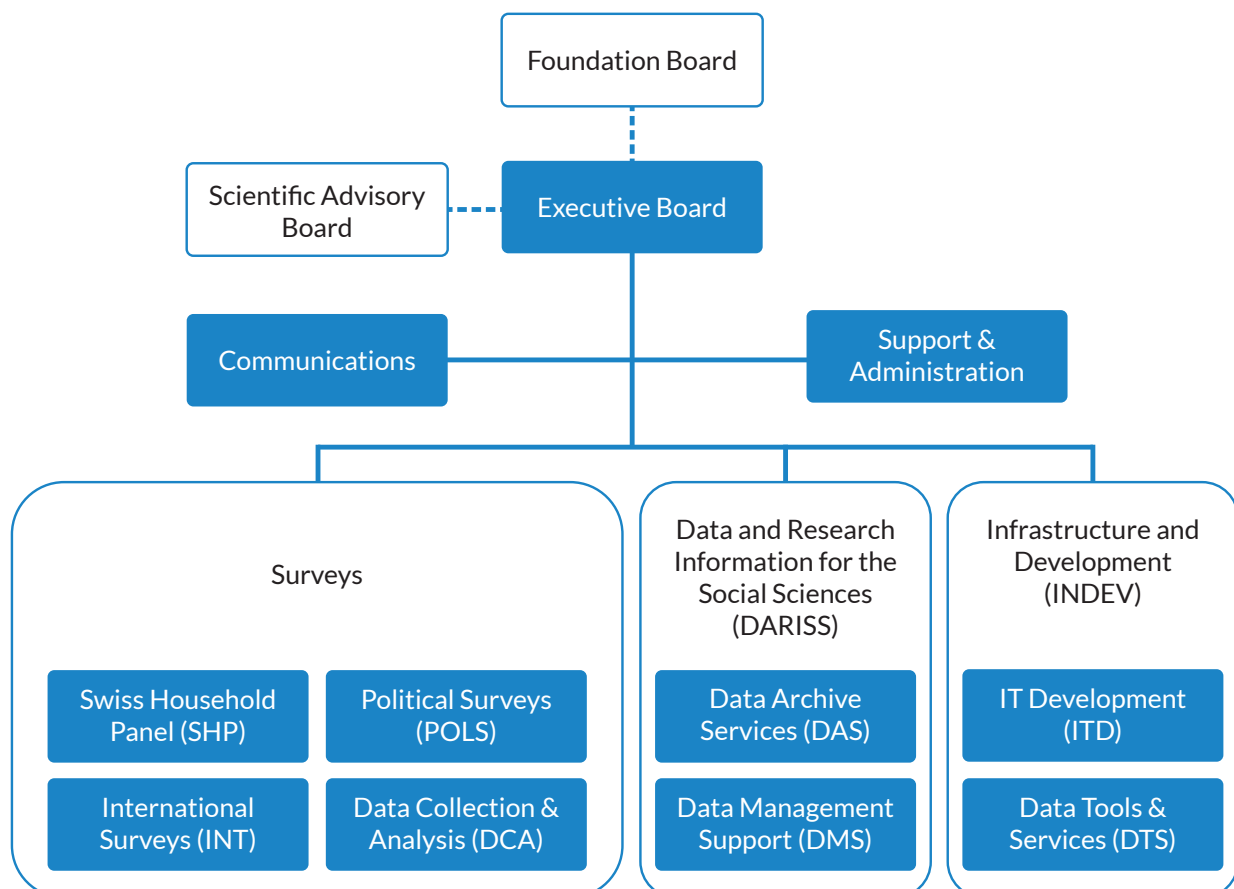 Foundation Board
Scientific Advisory
Board
Executive Board
Communications
Support &
Administration
Surveys
Swiss Household
Panel (SHP)
Political Surveys
(POLS)
International
Surveys (INT)
Data Collection &
Analysis (DCA)
Data and Research
Information for the
Social Sciences
(DARISS)
Data Archive
Services (DAS)
Data Management
Support (DMS)
Infrastructure and
Development
(INDEV)
IT Development
(ITD)
Data Tools &
Services (DTS)